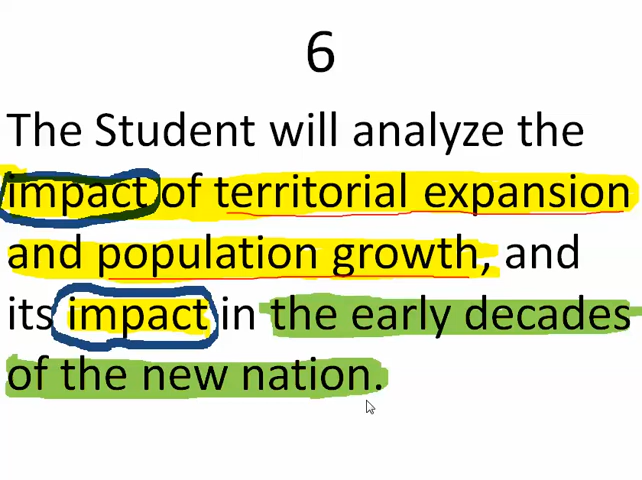 6
The Student will analyze the
impact of territorial expansion
and population growth, and
its impact in the early decades
of the new nation.